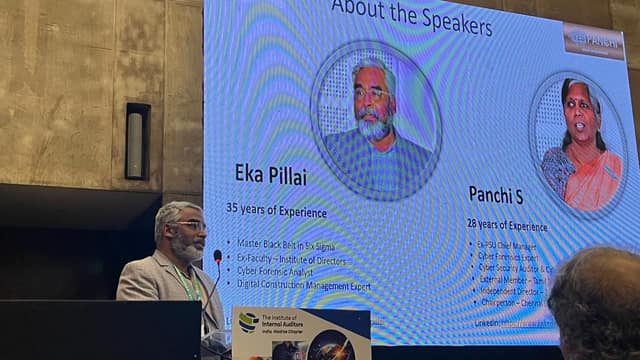 About the Speakers
PANCHI
Eka Pillai
35 years of Experience
• Master Black Belt in Six Sigma
• Ex-Faculty – Institute of Directors
• Cyber Forensic Analyst
• Digital Construction Management Expert
Panchi S
28 years of Experience
• Ex-PSU Chief Manager
• Cyber Forensics Expert
• Cyber Security Auditor &
• External Member –
• Independent Director
• Chairperson – Chennai
LinkedIn:
The Institute of
Internal Auditors
India, Madras Chapter